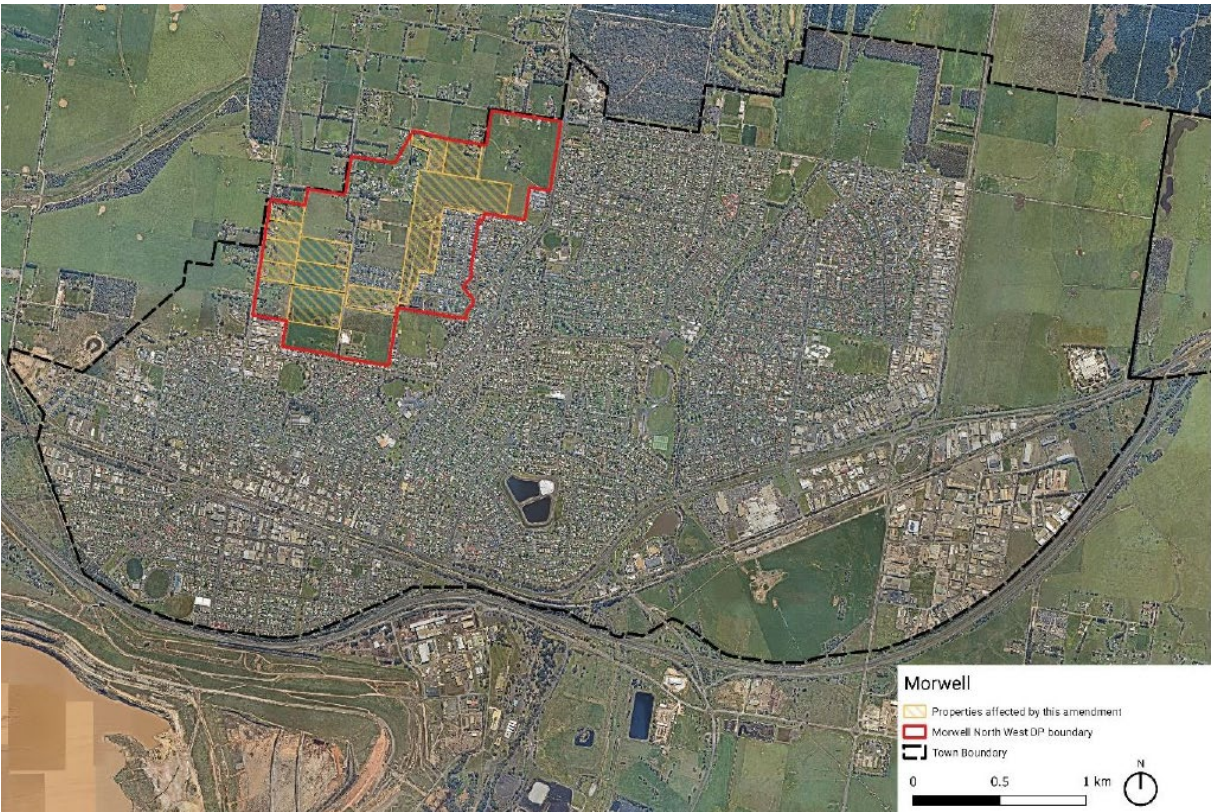 Morwell
Properties affected by this amendment
Morwell North West DP boundary
Town Boundary
0 0.5 1 km
N